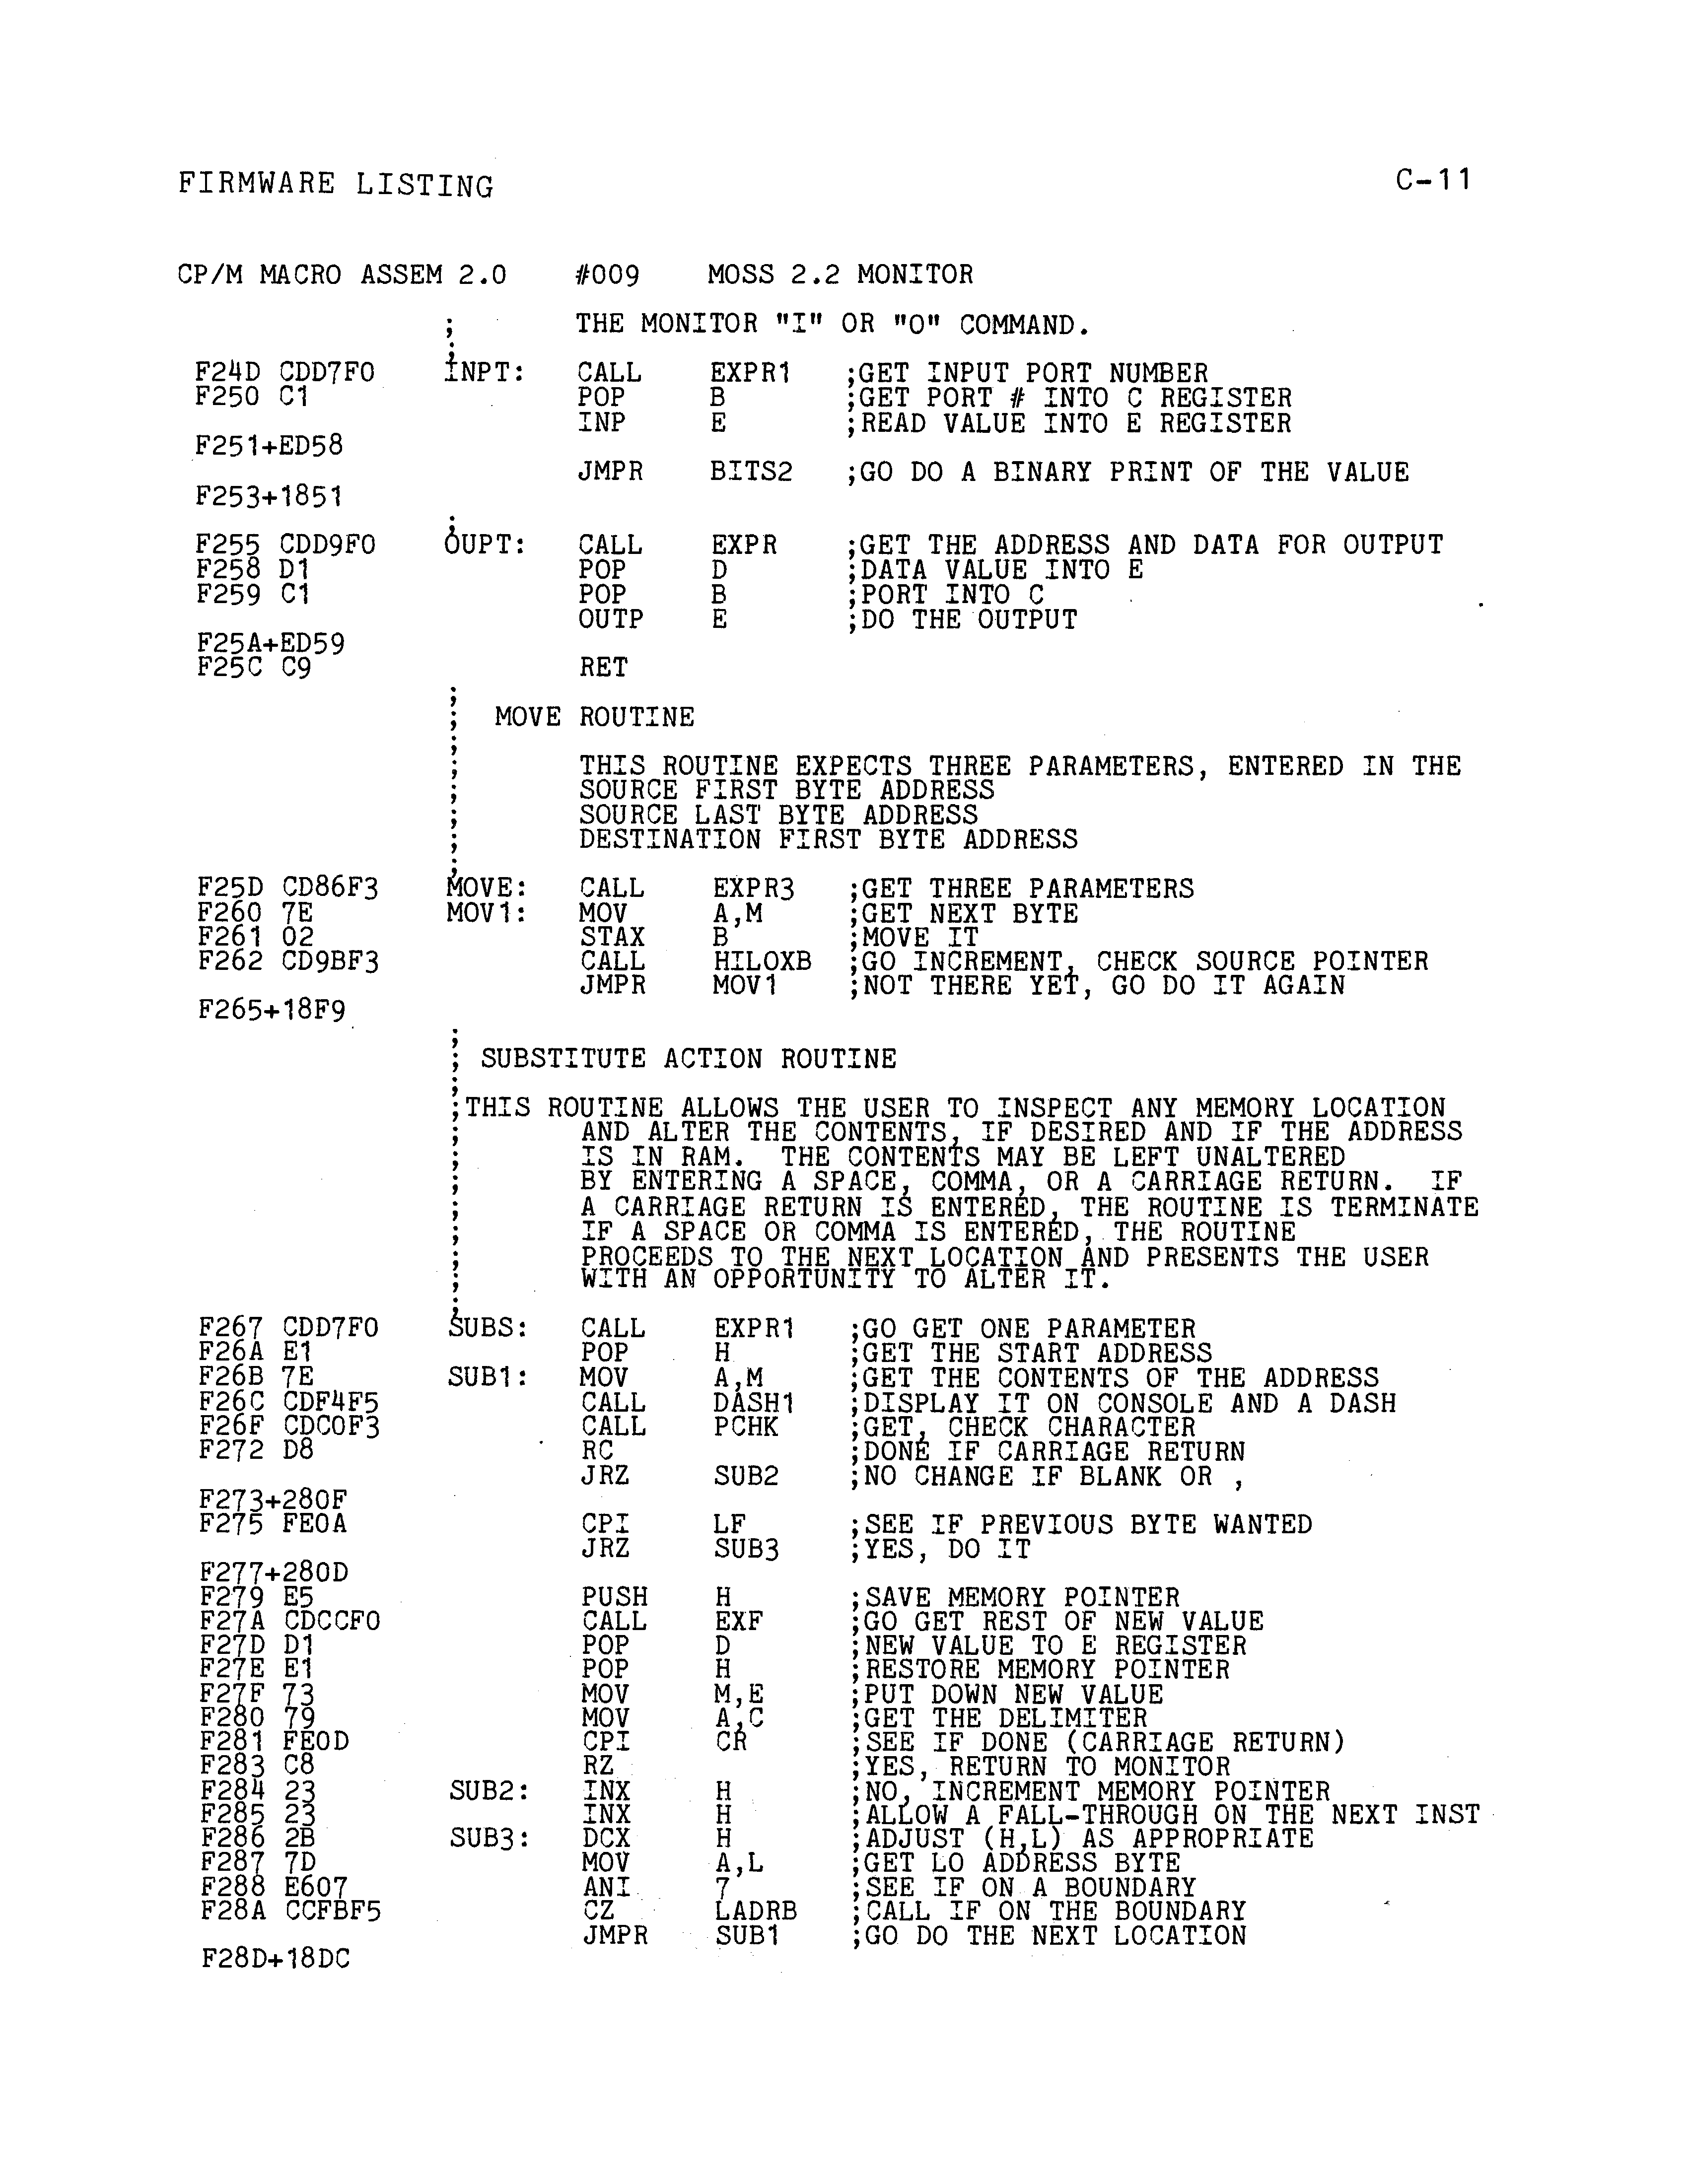 FIRMWARE LISTING C-11
CP/M MACRO ASSEM 2.0 #009 MOSS 2.2 MONITOR
; THE MONITOR "I" OR "O" COMMAND.
;
F24D CDD7F0 INPT: CALL EXPR1 ;GET INPUT PORT NUMBER
F250 C1 POP B ;GET PORT # INTO C REGISTER
INP E ;READ VALUE INTO E REGISTER
F251+ED58
JMPR BITS2 ;GO DO A BINARY PRINT OF THE VALUE
F253+1851
;
F255 CDD9F0 OUPT: CALL EXPR ;GET THE ADDRESS AND DATA FOR OUTPUT
F258 D1 POP D ;DATA VALUE INTO E
F259 C1 POP B ;PORT INTO C
OUTP E ;DO THE OUTPUT
F25A+ED59
F25C C9 RET
;
; MOVE ROUTINE
;
; THIS ROUTINE EXPECTS THREE PARAMETERS, ENTERED IN THE
; SOURCE FIRST BYTE ADDRESS
; SOURCE LAST BYTE ADDRESS
; DESTINATION FIRST BYTE ADDRESS
;
F25D CD86F3 MOVE: CALL EXPR3 ;GET THREE PARAMETERS
F260 7E MOV1: MOV A,M ;GET NEXT BYTE
F261 02 STAX B ;MOVE IT
F262 CD9BF3 CALL HILOXB ;GO INCREMENT, CHECK SOURCE POINTER
JMPR MOV1 ;NOT THERE YET, GO DO IT AGAIN
F265+18F9
;
; SUBSTITUTE ACTION ROUTINE
;
;THIS ROUTINE ALLOWS THE USER TO INSPECT ANY MEMORY LOCATION
; AND ALTER THE CONTENTS, IF DESIRED AND IF THE ADDRESS
; IS IN RAM. THE CONTENTS MAY BE LEFT UNALTERED
; BY ENTERING A SPACE, COMMA, OR A CARRIAGE RETURN. IF
; A CARRIAGE RETURN IS ENTERED, THE ROUTINE IS TERMINATE
; IF A SPACE OR COMMA IS ENTERED, THE ROUTINE
; PROCEEDS TO THE NEXT LOCATION AND PRESENTS THE USER
; WITH AN OPPORTUNITY TO ALTER IT.
;
F267 CDD7F0 SUBS: CALL EXPR1 ;GO GET ONE PARAMETER
F26A E1 POP H ;GET THE START ADDRESS
F26B 7E SUB1: MOV A,M ;GET THE CONTENTS OF THE ADDRESS
F26C CDF4F5 CALL DASH1 ;DISPLAY IT ON CONSOLE AND A DASH
F26F CDC0F3 CALL PCHK ;GET, CHECK CHARACTER
F272 D8 RC ;DONE IF CARRIAGE RETURN
JRZ SUB2 ;NO CHANGE IF BLANK OR ,
F273+280F
F275 FE0A CPI LF ;SEE IF PREVIOUS BYTE WANTED
JRZ SUB3 ;YES, DO IT
F277+280D
F279 E5 PUSH H ;SAVE MEMORY POINTER
F27A CDCCF0 CALL EXF ;GO GET REST OF NEW VALUE
F27D D1 POP D ;NEW VALUE TO E REGISTER
F27E E1 POP H ;RESTORE MEMORY POINTER
F27F 73 MOV M,E ;PUT DOWN NEW VALUE
F280 79 MOV A,C ;GET THE DELIMITER
F281 FE0D CPI CR ;SEE IF DONE (CARRIAGE RETURN)
F283 C8 RZ ;YES, RETURN TO MONITOR
F284 23 SUB2: INX H ;NO, INCREMENT MEMORY POINTER
F285 23 INX H ;ALLOW A FALL-THROUGH ON THE NEXT INST
F286 2B SUB3: DCX H ;ADJUST (H,L) AS APPROPRIATE
F287 7D MOV A,L ;GET LO ADDRESS BYTE
F288 E607 ANI 7 ;SEE IF ON A BOUNDARY
F28A CCFBF5 CZ LADRB ;CALL IF ON THE BOUNDARY
JMPR SUB1 ;GO DO THE NEXT LOCATION
F28D+18DC